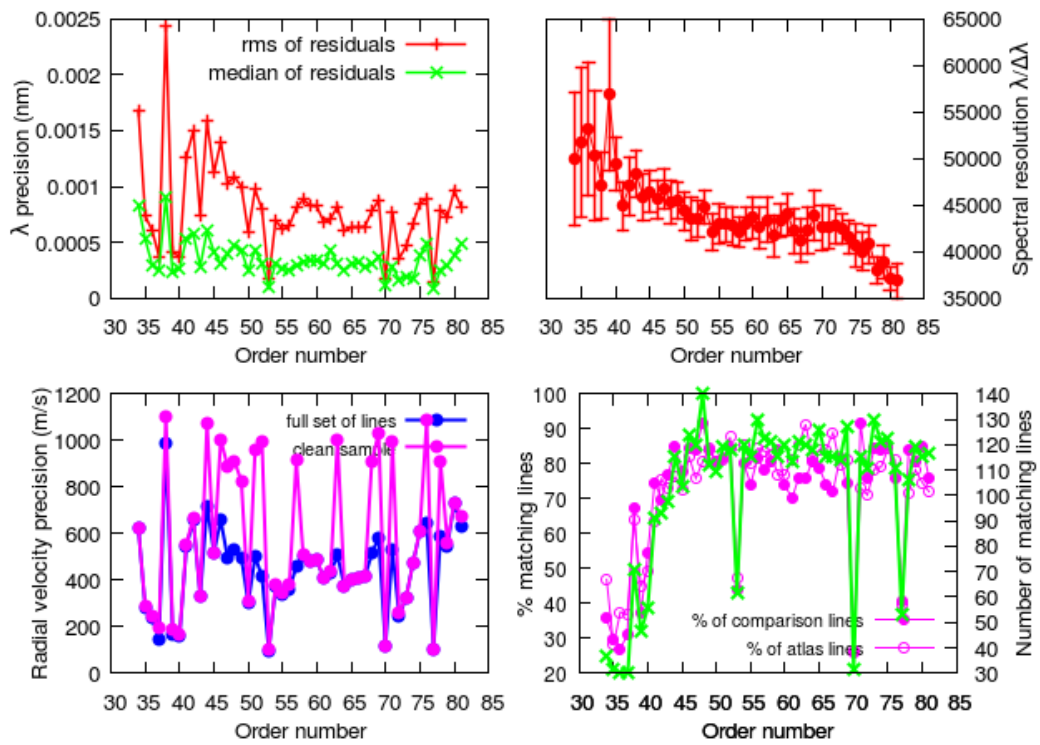 0.0025
0.002
0.0015
0.001
0.0005
0
λ precision (nm)
rms of residuals
median of residuals
30 35 40 45 50 55 60 65 70 75 80 85
Order number
65000
60000
55000
50000
45000
40000
35000
Spectral resolution λ/Δλ
30 35 40 45 50 55 60 65 70 75 80 85
Order number
1200
1000
800
600
400
200
0
Radial velocity precision (m/s)
full set of lines
clean sample
30 35 40 45 50 55 60 65 70 75 80 85
Order number
100
90
80
70
60
50
40
30
20
% matching lines
140
130
120
110
100
90
80
70
60
50
40
30
Number of matching lines
% of comparison lines
% of atlas lines
30 35 40 45 50 55 60 65 70 75 80 85
Order number